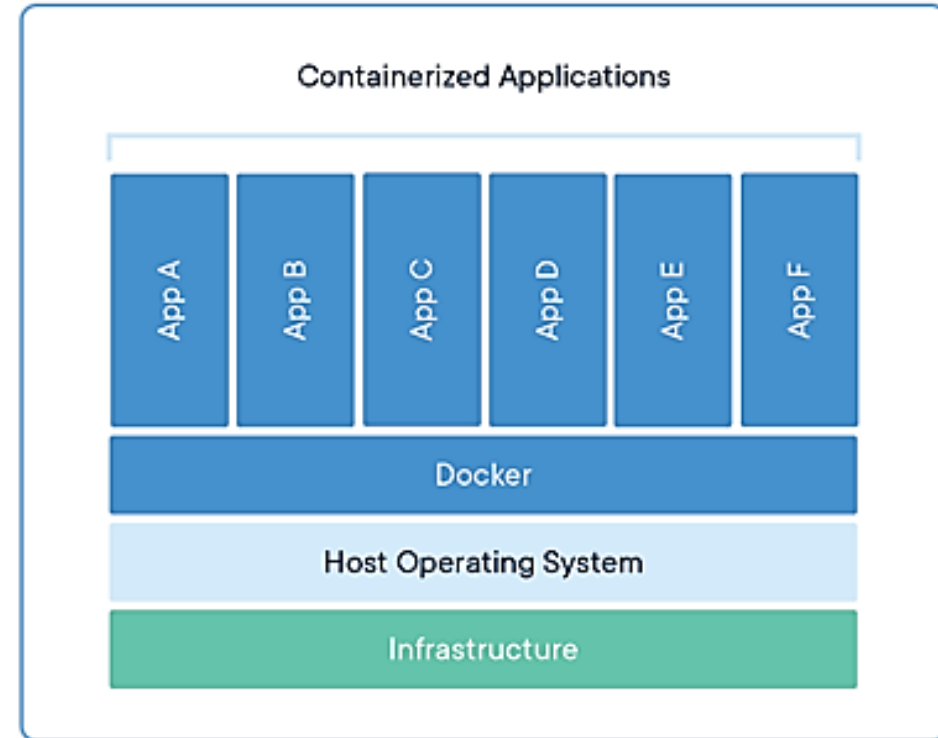 Containerized Applications
App A
App B
App C
App D
App E
App F
Docker
Host Operating System
Infrastructure